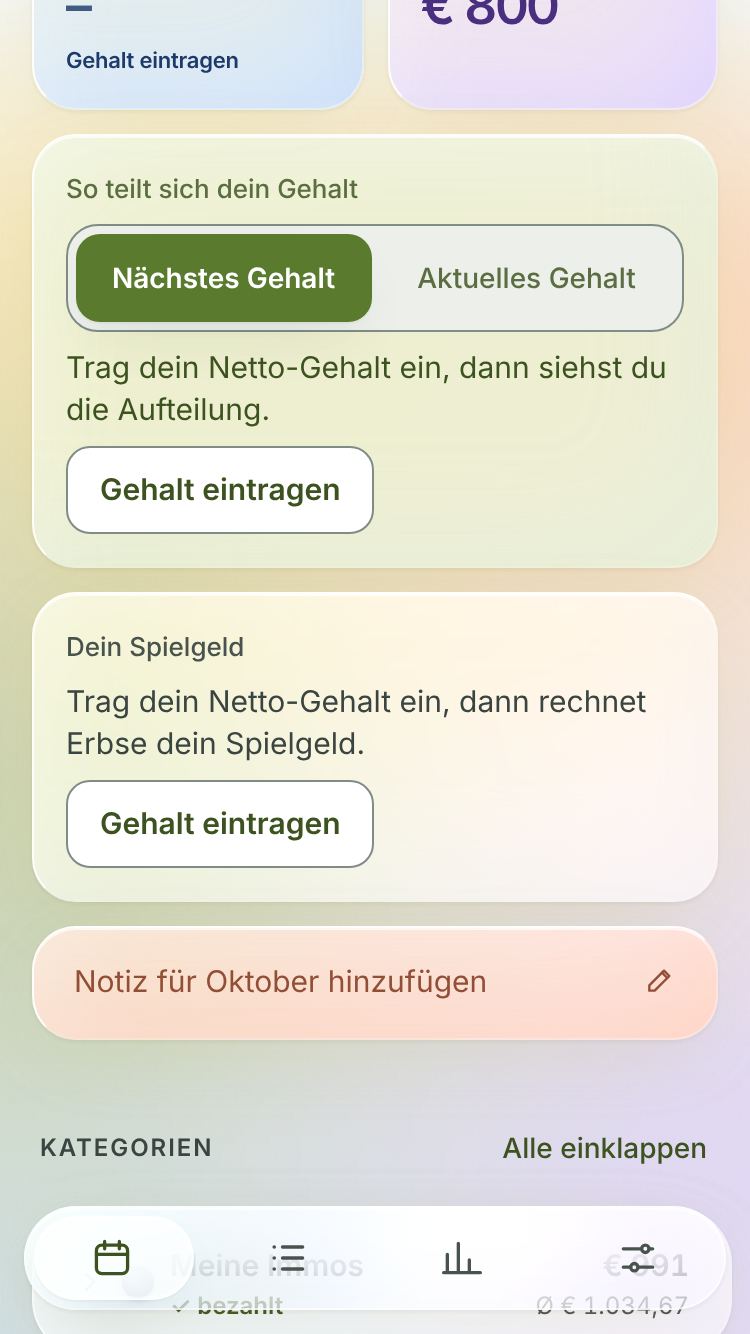 –
€ 800
Gehalt eintragen
So teilt sich dein Gehalt
Nächstes Gehalt
Aktuelles Gehalt
Trag dein Netto-Gehalt ein, dann siehst du
die Aufteilung.
Gehalt eintragen
Dein Spielgeld
Trag dein Netto-Gehalt ein, dann rechnet
Erbse dein Spielgeld.
Gehalt eintragen
Notiz für Oktober hinzufügen
KATEGORIEN
Alle einklappen
Meine Immos
€ 991
✓ bezahlt
Ø € 1.034,67